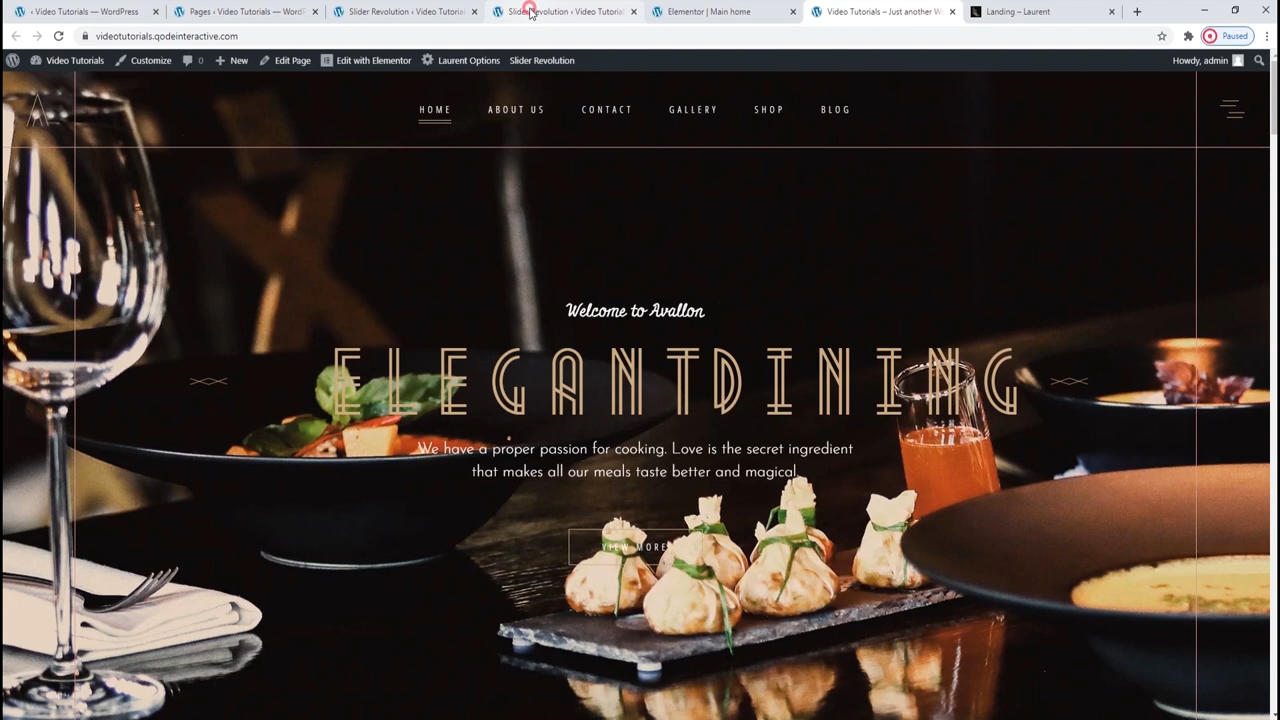 ‹ Video Tutorials — WordPress
Pages ‹ Video Tutorials — WordP
Slider Revolution ‹ Video Tutorial
Slider Revolution ‹ Video Tutorial
Elementor | Main home
Video Tutorials – Just another W
Landing – Laurent
videotutorials.qodeinteractive.com
Paused
Video Tutorials
Customize
0
New
Edit Page
Edit with Elementor
Laurent Options
Slider Revolution
Howdy, admin
HOME
ABOUT US
CONTACT
GALLERY
SHOP
BLOG
Welcome to Avallon
ELEGANTDINING
We have a proper passion for cooking. Love is the secret ingredient
that makes all our meals taste better and magical.
VIEW MORE